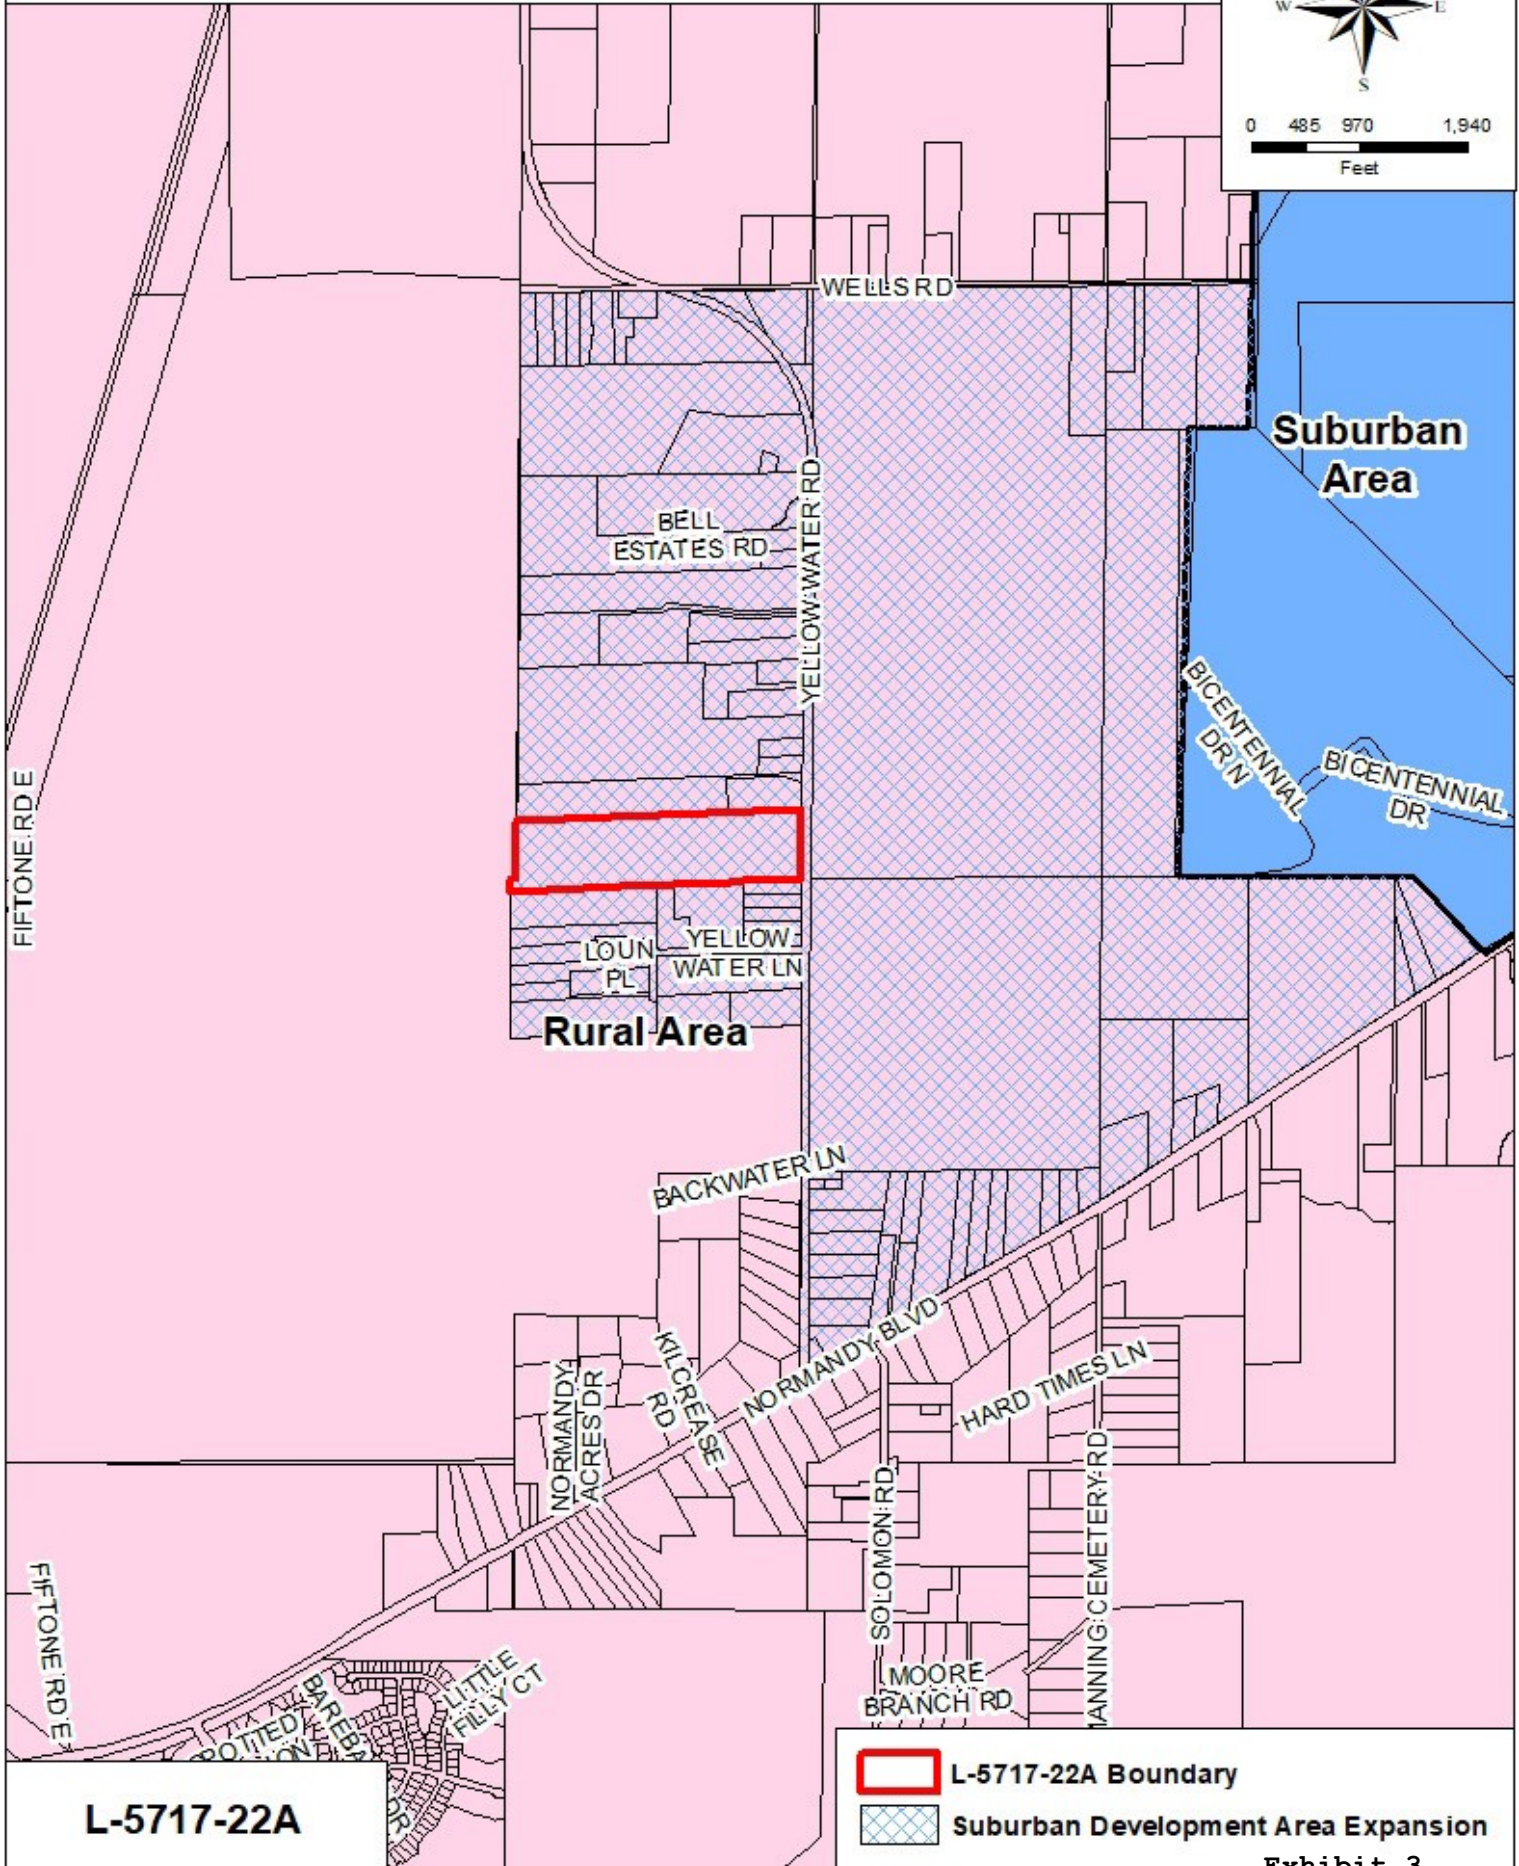 W E
S
0 485 970 1,940
Feet
WELLS RD
Suburban
Area
YELLOW WATER RD
BELL
ESTATES RD
BICENTENNIAL
DR N
BICENTENNIAL
DR
FIFTONE RD E
LOUN
PL
YELLOW
WATER LN
Rural Area
BACKWATER LN
NORMANDY BLVD
KILCREASE
RD
NORMANDY
ACRES DR
HARD TIMES LN
SOLOMON RD
MANNING CEMETERY RD
FIFTONE RD E
LITTLE
FILLY CT
MOORE
BRANCH RD
DR
L-5717-22A
L-5717-22A Boundary
Suburban Development Area Expansion
Exhibit 3